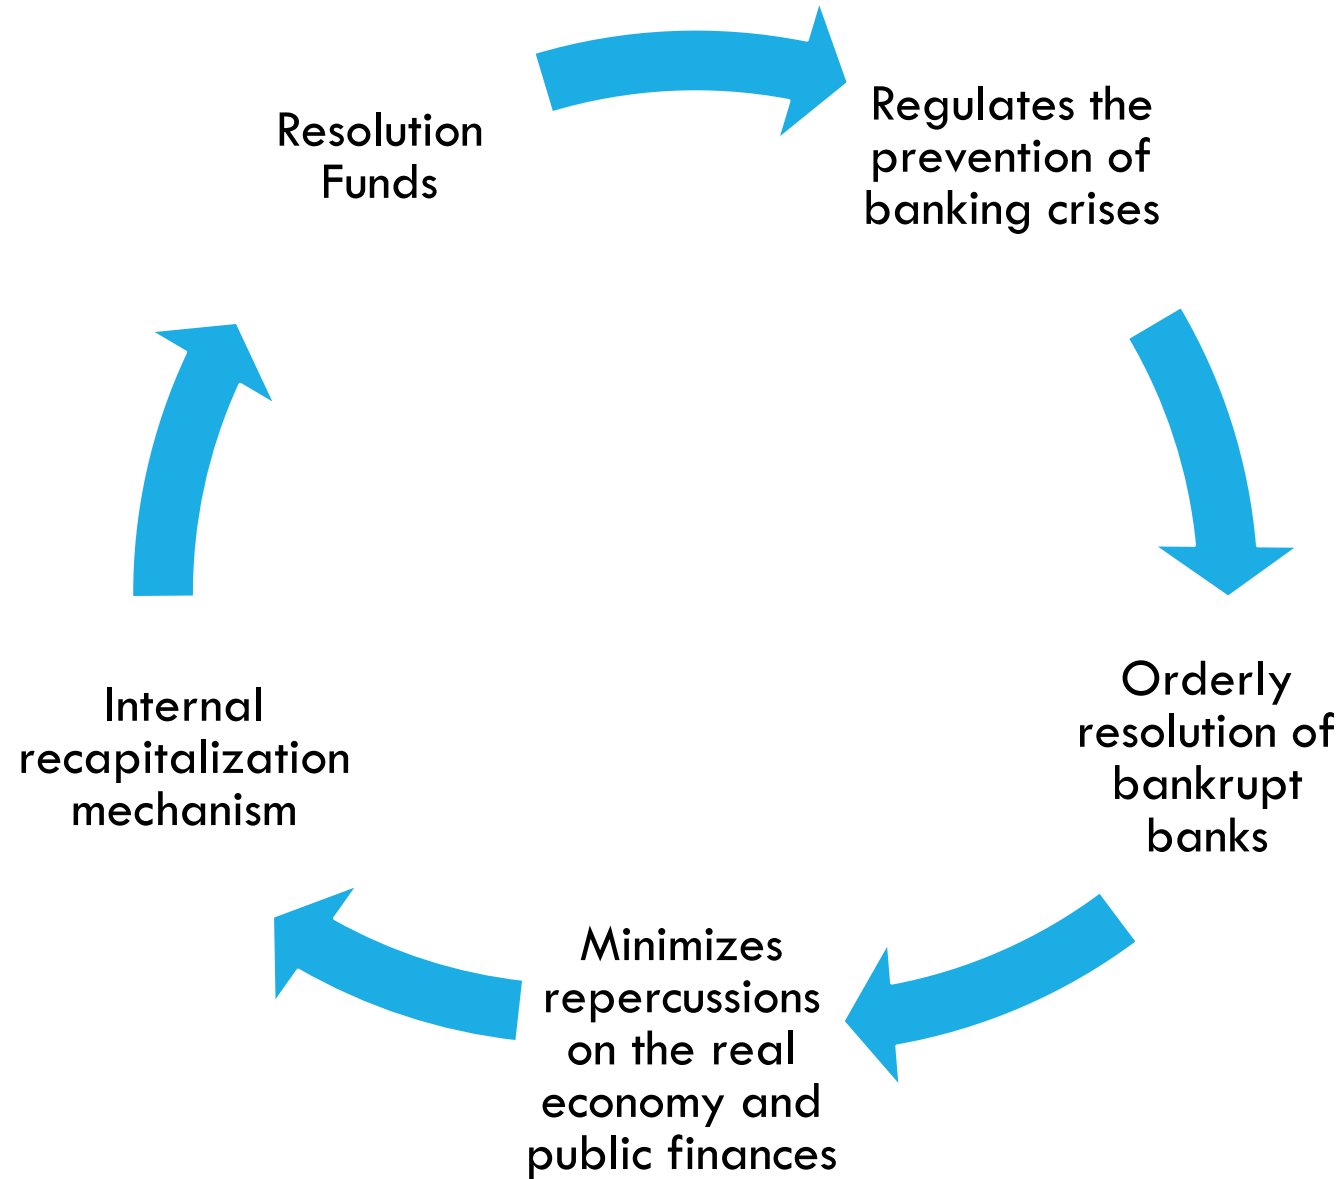 Resolution
Funds
Regulates the
prevention of
banking crises
Orderly
resolution of
bankrupt
banks
Minimizes
repercussions
on the real
economy and
public finances
Internal
recapitalization
mechanism